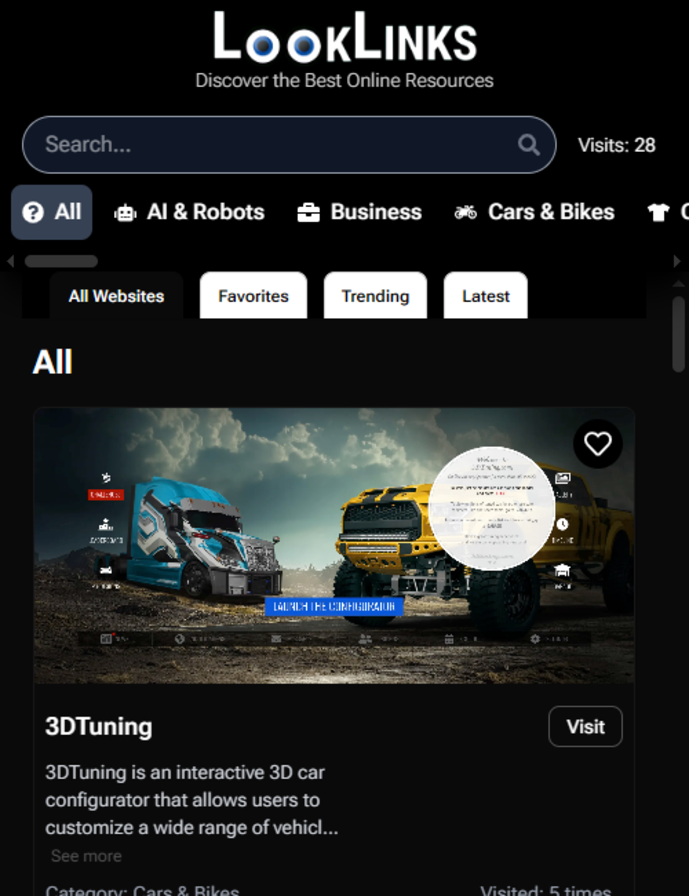 LOOKLINKS
Discover the Best Online Resources
Search...
Visits: 28
All
AI & Robots
Business
Cars & Bikes
All Websites
Favorites
Trending
Latest
All
CHALLENGES
LEADERBOARD
LAUNCH THE CONFIGURATOR
3DTuning
Visit
3DTuning is an interactive 3D car
configurator that allows users to
customize a wide range of vehicl...
See more
Category: Cars & Bikes
Visited: 5 times